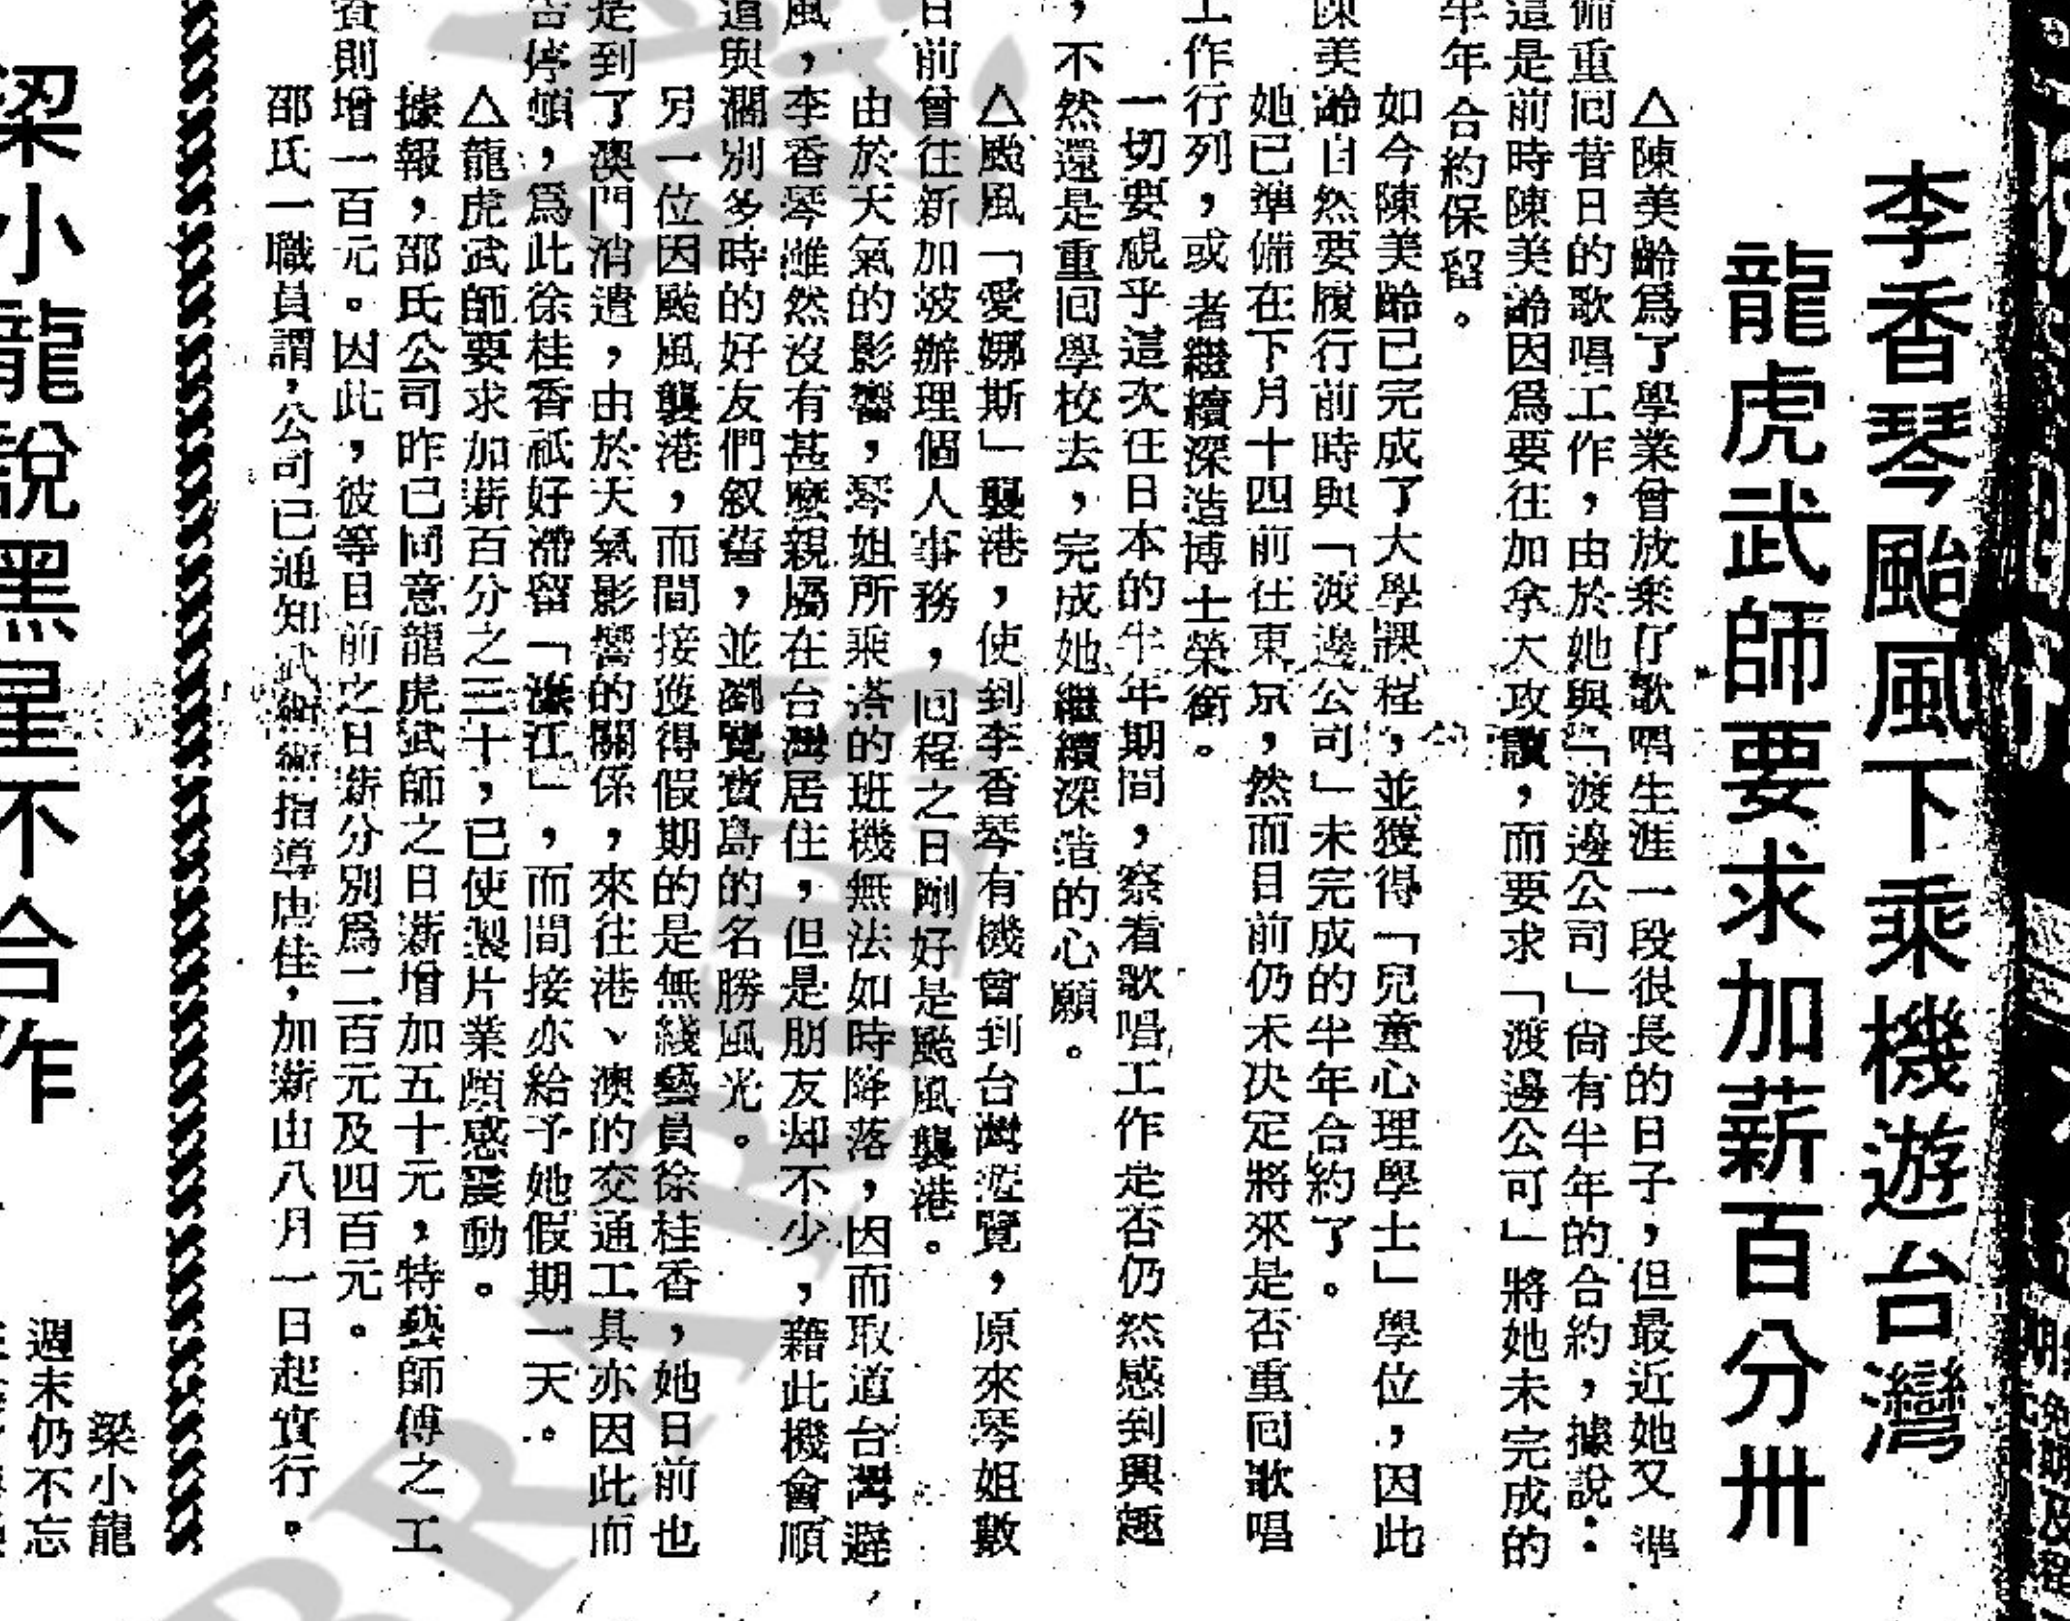 李香琴颱風下乘機遊台灣
龍虎武師要求加薪百分卅
△陳美齡爲了學業曾放棄了歌唱生涯一段很長的日子，但最近她又準
備重回昔日的歌唱工作，由於她與「渡邊公司」尙有半年的合約，據說：
這是前時陳美齡因爲要往加拿大攻讀，而要求「渡邊公司」將她未完成的
半年合約保留。
如今陳美齡已完成了大學課程，並獲得「兒童心理學士」學位，因此
陳美齡自然要履行前時與「渡邊公司」未完成的半年合約了。
她已準備在下月十四前往東京，然而目前仍未決定將來是否重回歌唱
工作行列，或者繼續深造博士榮銜。
一切要視乎這次往日本的半年期間，察看歌唱工作是否仍然感到興趣
，不然還是重回學校去，完成她繼續深造的心願。
△颱風「愛娜斯」襲港，使到李香琴有機會到台灣遊覽，原來琴姐數
日前曾往新加坡辦理個人事務，回程之日剛好是颱風襲港。
由於天氣的影響，琴姐所乘搭的班機無法如時降落，因而取道台灣避
風，李香琴雖然沒有甚麼親屬在台灣居住，但是朋友却不少，藉此機會順
道與濶別多時的好友們叙舊，並瀏覽寶島的名勝風光。
另一位因颱風襲港，而間接獲得假期的是無綫藝員徐桂香，她日前也
是到了澳門消遣，由於天氣影響的關係，來往港、澳的交通工具亦因此而
告停頓，爲此徐桂香祇好滯留「濠江」，而間接亦給予她假期一天。
△龍虎武師要求加薪百分之三十，已使製片業頗感震動。
據報，邵氏公司昨已同意龍虎武師之日薪增加五十元，特藝師傅之工
資則增一百元。因此，彼等目前之日薪分別爲二百元及四百元。
邵氏一職員謂，公司已通知武術指導唐佳，加薪由八月一日起實行。
梁小龍說黑星不合作
梁小龍
週末仍不忘